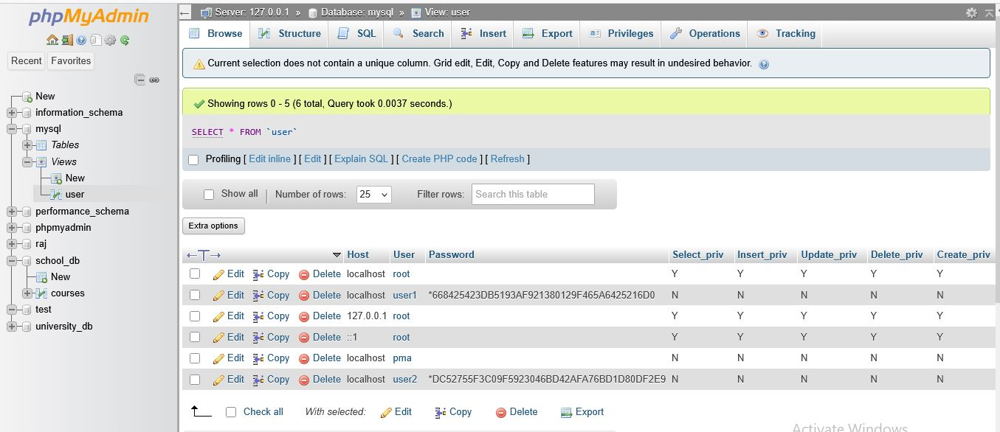 phpMyAdmin
Recent Favorites
New
information_schema
mysql
Tables
Views
New
user
performance_schema
phpmyadmin
raj
school_db
New
courses
test
university_db
Server: 127.0.0.1 » Database: mysql » View: user
Browse Structure SQL Search Insert Export Privileges Operations Tracking
Current selection does not contain a unique column. Grid edit, Edit, Copy and Delete features may result in undesired behavior.
Showing rows 0 - 5 (6 total, Query took 0.0037 seconds.)
SELECT * FROM `user`
Profiling [ Edit inline ] [ Edit ] [ Explain SQL ] [ Create PHP code ] [ Refresh ]
Show all Number of rows: 25 Filter rows: Search this table
Extra options
Host User Password Select_priv Insert_priv Update_priv Delete_priv Create_priv
Edit Copy Delete localhost root Y Y Y Y Y
Edit Copy Delete localhost user1 *668425423DB5193AF921380129F465A6425216D0 N N N N N
Edit Copy Delete 127.0.0.1 root Y Y Y Y Y
Edit Copy Delete ::1 root Y Y Y Y Y
Edit Copy Delete localhost pma N N N N N
Edit Copy Delete localhost user2 *DC52755F3C09F5923046BD42AFA76BD1D80DF2E9 N N N N N
Check all With selected: Edit Copy Delete Export
Activate Windows